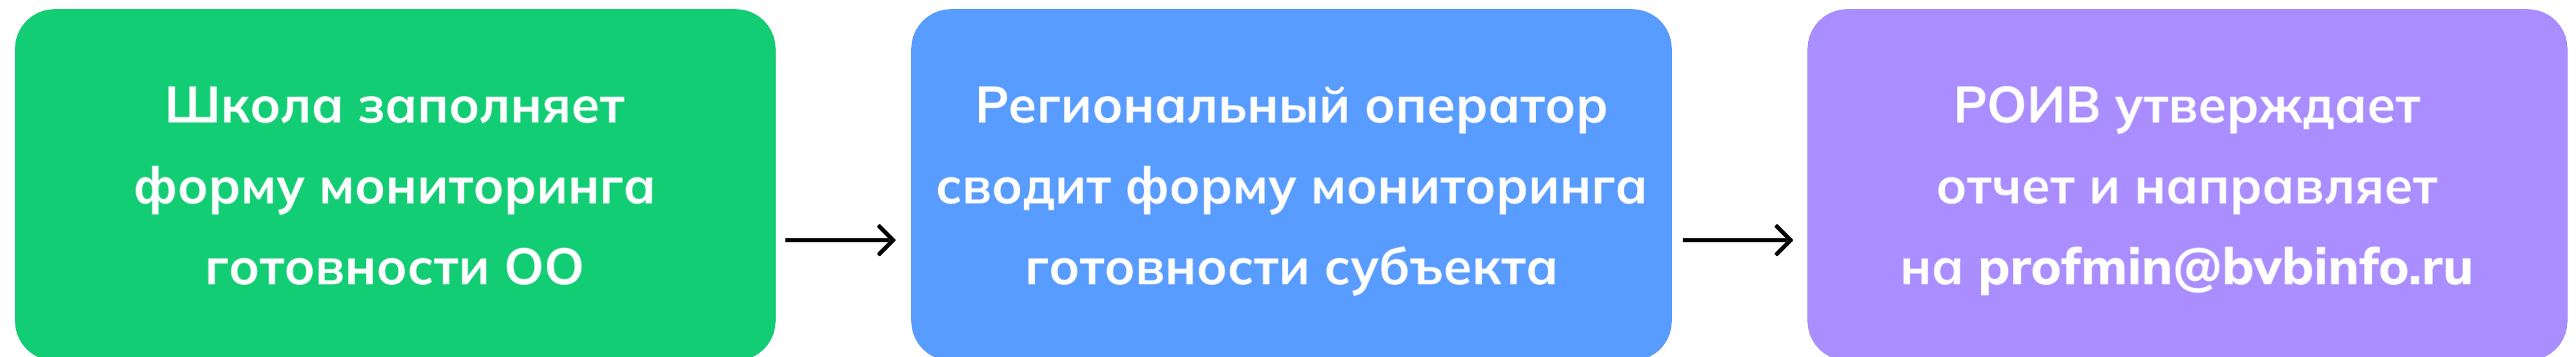 Школа заполняет
форму мониторинга
готовности ОО
Региональный оператор
сводит форму мониторинга
готовности субъекта
РОИВ утверждает
отчет и направляет
на profmin@bvbinfo.ru